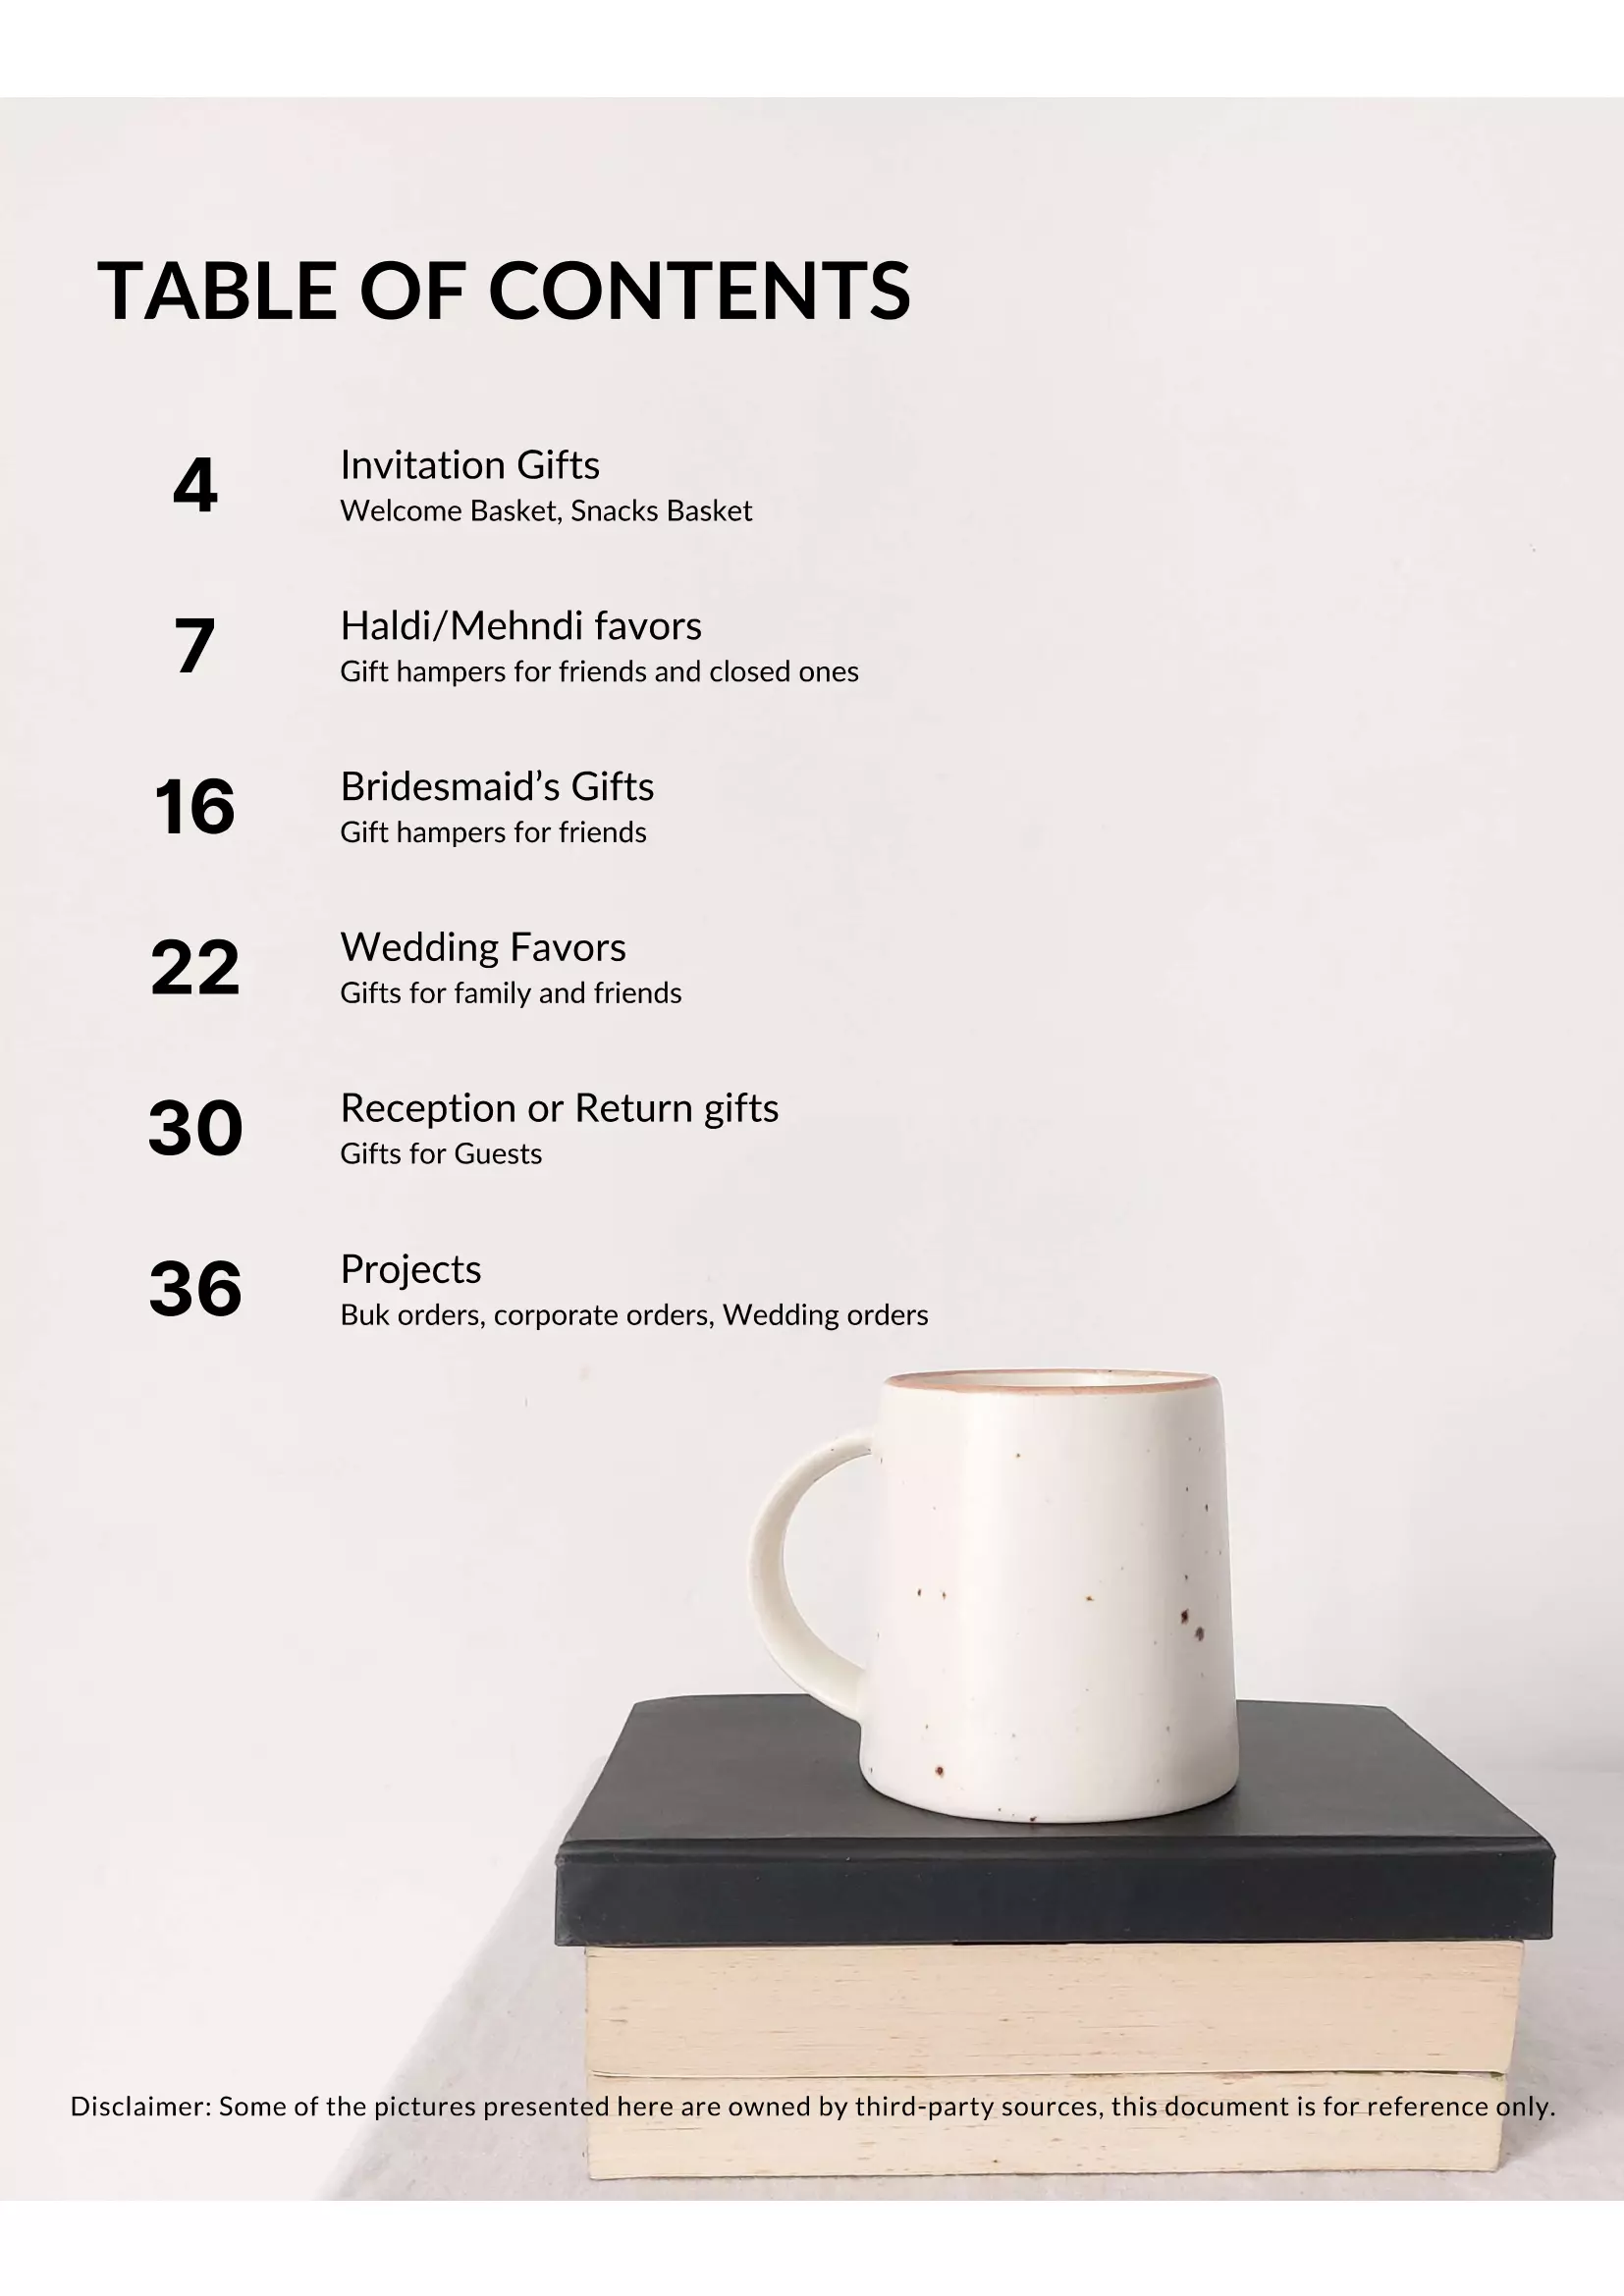 TABLE OF CONTENTS
4
Invitation Gifts
Welcome Basket, Snacks Basket
7
Haldi/Mehndi favors
Gift hampers for friends and closed ones
16
Bridesmaid’s Gifts
Gift hampers for friends
22
Wedding Favors
Gifts for family and friends
30
Reception or Return gifts
Gifts for Guests
36
Projects
Buk orders, corporate orders, Wedding orders
Disclaimer: Some of the pictures presented here are owned by third-party sources, this document is for reference only.